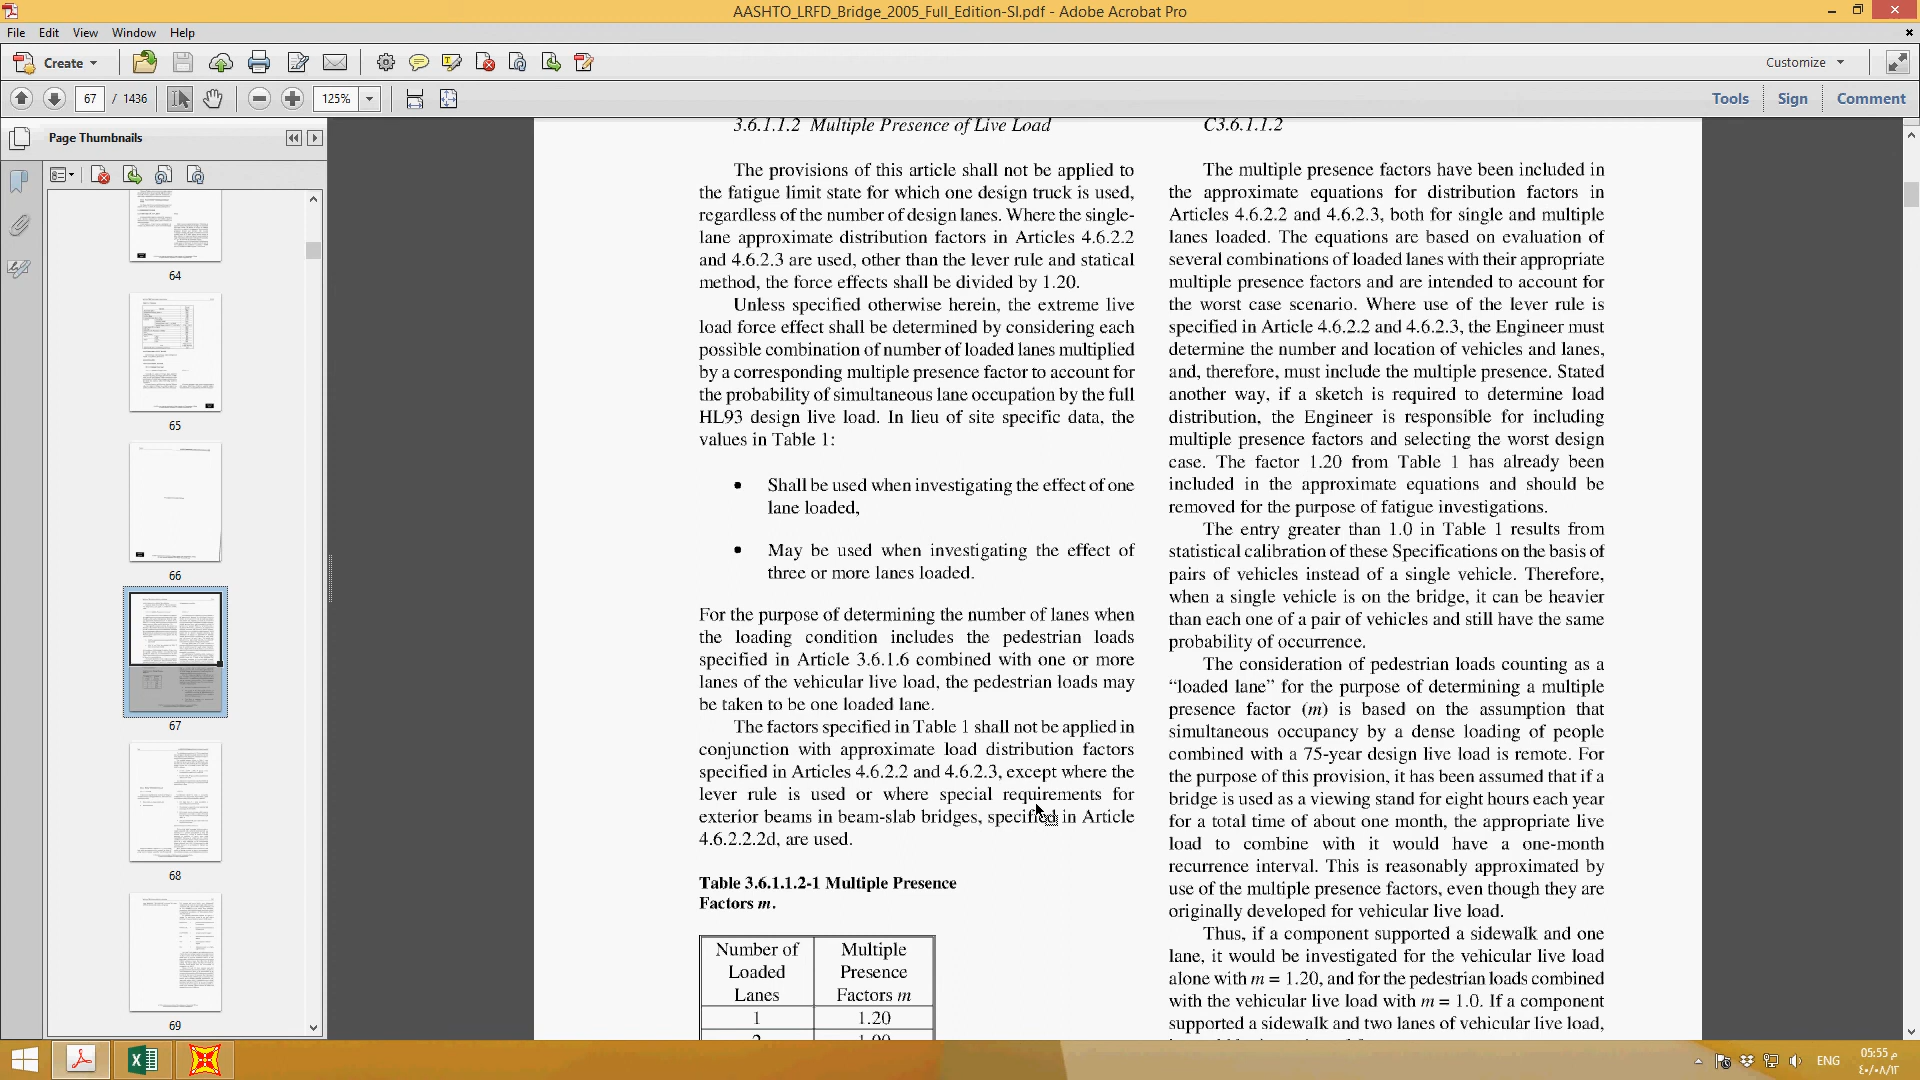 AASHTO_LRFD_Bridge_2005_Full_Edition-SI.pdf - Adobe Acrobat Pro
File Edit View Window Help
Create
Customize
67 / 1436
125%
Tools Sign Comment
Page Thumbnails
64
65
66
67
68
69
3.6.1.1.2 Multiple Presence of Live Load
The provisions of this article shall not be applied to
the fatigue limit state for which one design truck is used,
regardless of the number of design lanes. Where the single-
lane approximate distribution factors in Articles 4.6.2.2
and 4.6.2.3 are used, other than the lever rule and statical
method, the force effects shall be divided by 1.20.
Unless specified otherwise herein, the extreme live
load force effect shall be determined by considering each
possible combination of number of loaded lanes multiplied
by a corresponding multiple presence factor to account for
the probability of simultaneous lane occupation by the full
HL93 design live load. In lieu of site specific data, the
values in Table 1:
• Shall be used when investigating the effect of one
lane loaded,
• May be used when investigating the effect of
three or more lanes loaded.
For the purpose of determining the number of lanes when
the loading condition includes the pedestrian loads
specified in Article 3.6.1.6 combined with one or more
lanes of the vehicular live load, the pedestrian loads may
be taken to be one loaded lane.
The factors specified in Table 1 shall not be applied in
conjunction with approximate load distribution factors
specified in Articles 4.6.2.2 and 4.6.2.3, except where the
lever rule is used or where special requirements for
exterior beams in beam-slab bridges, specified in Article
4.6.2.2.2d, are used.
Table 3.6.1.1.2-1 Multiple Presence
Factors m.
Number of Loaded Lanes
Multiple Presence Factors m
1 1.20
2 1.00
C3.6.1.1.2
The multiple presence factors have been included in
the approximate equations for distribution factors in
Articles 4.6.2.2 and 4.6.2.3, both for single and multiple
lanes loaded. The equations are based on evaluation of
several combinations of loaded lanes with their appropriate
multiple presence factors and are intended to account for
the worst case scenario. Where use of the lever rule is
specified in Article 4.6.2.2 and 4.6.2.3, the Engineer must
determine the number and location of vehicles and lanes,
and, therefore, must include the multiple presence. Stated
another way, if a sketch is required to determine load
distribution, the Engineer is responsible for including
multiple presence factors and selecting the worst design
case. The factor 1.20 from Table 1 has already been
included in the approximate equations and should be
removed for the purpose of fatigue investigations.
The entry greater than 1.0 in Table 1 results from
statistical calibration of these Specifications on the basis of
pairs of vehicles instead of a single vehicle. Therefore,
when a single vehicle is on the bridge, it can be heavier
than each one of a pair of vehicles and still have the same
probability of occurrence.
The consideration of pedestrian loads counting as a
“loaded lane” for the purpose of determining a multiple
presence factor (m) is based on the assumption that
simultaneous occupancy by a dense loading of people
combined with a 75-year design live load is remote. For
the purpose of this provision, it has been assumed that if a
bridge is used as a viewing stand for eight hours each year
for a total time of about one month, the appropriate live
load to combine with it would have a one-month
recurrence interval. This is reasonably approximated by
use of the multiple presence factors, even though they are
originally developed for vehicular live load.
Thus, if a component supported a sidewalk and one
lane, it would be investigated for the vehicular live load
alone with m = 1.20, and for the pedestrian loads combined
with the vehicular live load with m = 1.0. If a component
supported a sidewalk and two lanes of vehicular live load,
ENG
05:55 م
٤٠/٠٨/١٢